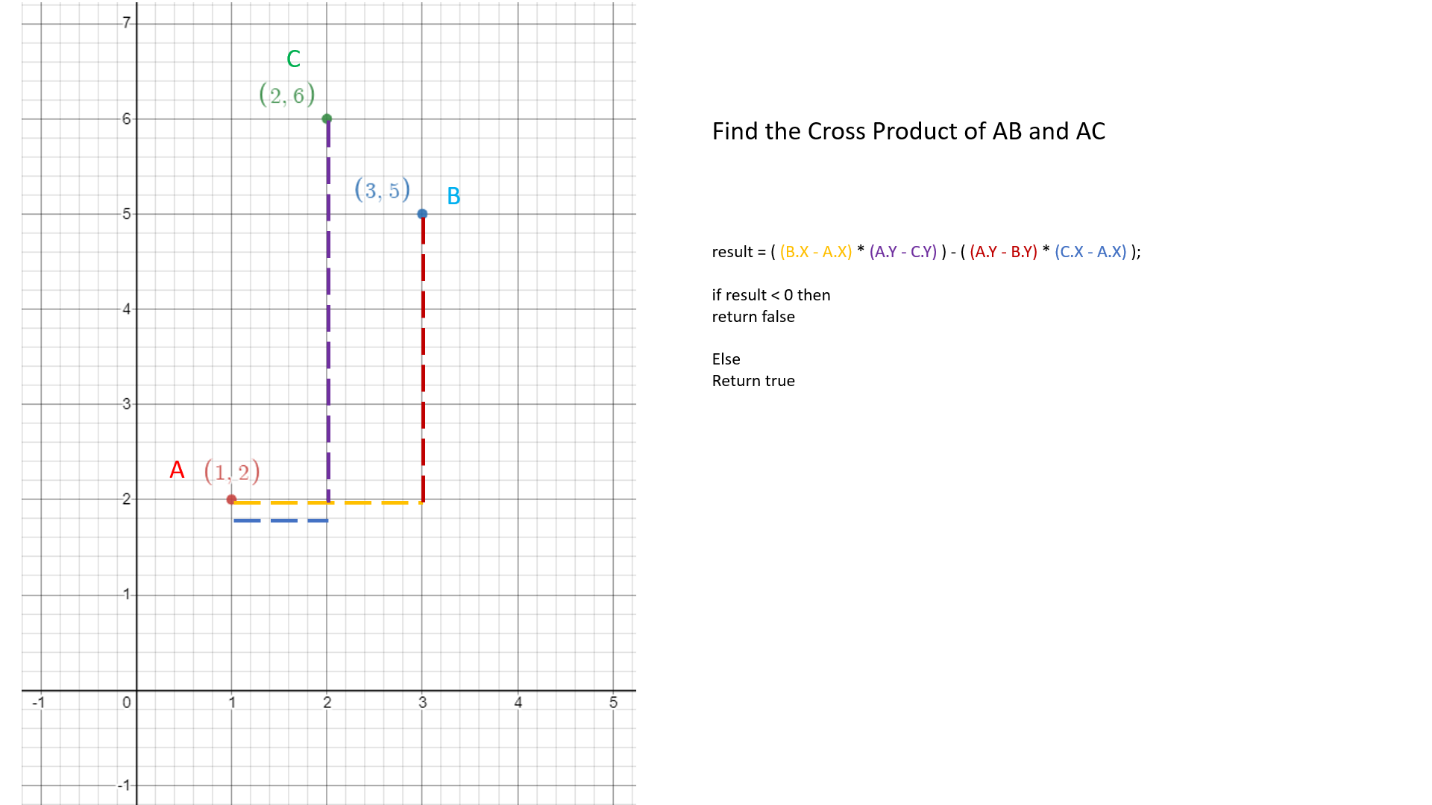 7
C
(2, 6)
6
(3, 5) B
5
4
3
A (1, 2)
2
1
-1 0 1 2 3 4 5
-1
Find the Cross Product of AB and AC
result = ( (B.X - A.X) * (A.Y - C.Y) ) - ( (A.Y - B.Y) * (C.X - A.X) );
if result < 0 then
return false
Else
Return true